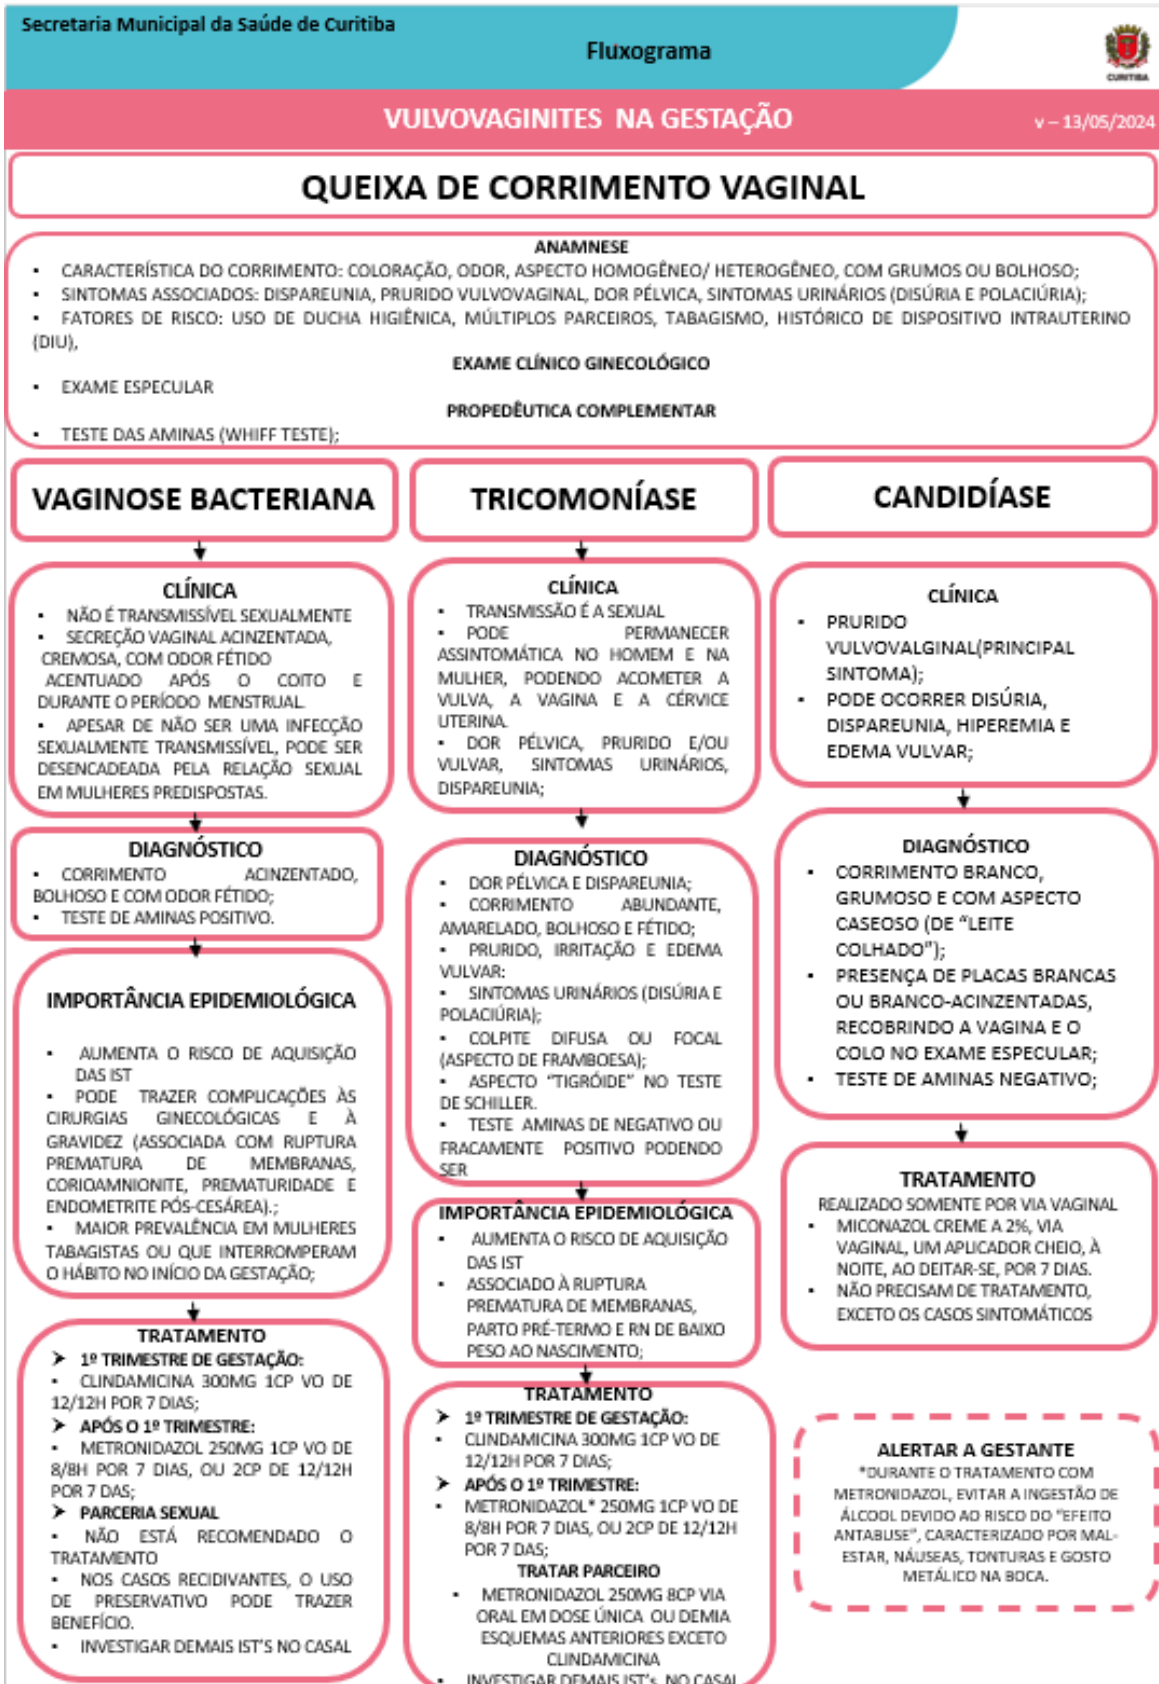 Secretaria Municipal da Saúde de Curitiba
Fluxograma
CURITIBA
VULVOVAGINITES NA GESTAÇÃO
v – 13/05/2024
QUEIXA DE CORRIMENTO VAGINAL
ANAMNESE
▪ CARACTERÍSTICA DO CORRIMENTO: COLORAÇÃO, ODOR, ASPECTO HOMOGÊNEO/ HETEROGÊNEO, COM GRUMOS OU BOLHOSO;
▪ SINTOMAS ASSOCIADOS: DISPAREUNIA, PRURIDO VULVOVAGINAL, DOR PÉLVICA, SINTOMAS URINÁRIOS (DISÚRIA E POLACIÚRIA);
▪ FATORES DE RISCO: USO DE DUCHA HIGIÊNICA, MÚLTIPLOS PARCEIROS, TABAGISMO, HISTÓRICO DE DISPOSITIVO INTRAUTERINO
(DIU),
EXAME CLÍNICO GINECOLÓGICO
▪ EXAME ESPECULAR
PROPEDÊUTICA COMPLEMENTAR
▪ TESTE DAS AMINAS (WHIFF TESTE);
VAGINOSE BACTERIANA
CLÍNICA
▪ NÃO É TRANSMISSÍVEL SEXUALMENTE
▪ SECREÇÃO VAGINAL ACINZENTADA,
CREMOSA, COM ODOR FÉTIDO
ACENTUADO APÓS O COITO E
DURANTE O PERÍODO MENSTRUAL.
▪ APESAR DE NÃO SER UMA INFECÇÃO
SEXUALMENTE TRANSMISSÍVEL, PODE SER
DESENCADEADA PELA RELAÇÃO SEXUAL
EM MULHERES PREDISPOSTAS.
DIAGNÓSTICO
▪ CORRIMENTO ACINZENTADO,
BOLHOSO E COM ODOR FÉTIDO;
▪ TESTE DE AMINAS POSITIVO.
IMPORTÂNCIA EPIDEMIOLÓGICA
▪ AUMENTA O RISCO DE AQUISIÇÃO
DAS IST
▪ PODE TRAZER COMPLICAÇÕES ÀS
CIRURGIAS GINECOLÓGICAS E À
GRAVIDEZ (ASSOCIADA COM RUPTURA
PREMATURA DE MEMBRANAS,
CORIOAMNIONITE, PREMATURIDADE E
ENDOMETRITE PÓS-CESÁREA).;
▪ MAIOR PREVALÊNCIA EM MULHERES
TABAGISTAS OU QUE INTERROMPERAM
O HÁBITO NO INÍCIO DA GESTAÇÃO;
TRATAMENTO
➤ 1º TRIMESTRE DE GESTAÇÃO:
▪ CLINDAMICINA 300MG 1CP VO DE
12/12H POR 7 DIAS;
➤ APÓS O 1º TRIMESTRE:
▪ METRONIDAZOL 250MG 1CP VO DE
8/8H POR 7 DIAS, OU 2CP DE 12/12H
POR 7 DAS;
➤ PARCERIA SEXUAL
▪ NÃO ESTÁ RECOMENDADO O
TRATAMENTO
▪ NOS CASOS RECIDIVANTES, O USO
DE PRESERVATIVO PODE TRAZER
BENEFÍCIO.
▪ INVESTIGAR DEMAIS IST'S NO CASAL
TRICOMONÍASE
CLÍNICA
▪ TRANSMISSÃO É A SEXUAL
▪ PODE PERMANECER
ASSINTOMÁTICA NO HOMEM E NA
MULHER, PODENDO ACOMETER A
VULVA, A VAGINA E A CÉRVICE
UTERINA.
▪ DOR PÉLVICA, PRURIDO E/OU
VULVAR, SINTOMAS URINÁRIOS,
DISPAREUNIA;
DIAGNÓSTICO
▪ DOR PÉLVICA E DISPAREUNIA;
▪ CORRIMENTO ABUNDANTE,
AMARELADO, BOLHOSO E FÉTIDO;
▪ PRURIDO, IRRITAÇÃO E EDEMA
VULVAR:
▪ SINTOMAS URINÁRIOS (DISÚRIA E
POLACIÚRIA);
▪ COLPITE DIFUSA OU FOCAL
(ASPECTO DE FRAMBOESA);
▪ ASPECTO "TIGRÓIDE" NO TESTE
DE SCHILLER.
▪ TESTE AMINAS DE NEGATIVO OU
FRACAMENTE POSITIVO PODENDO
SER
IMPORTÂNCIA EPIDEMIOLÓGICA
▪ AUMENTA O RISCO DE AQUISIÇÃO
DAS IST
▪ ASSOCIADO À RUPTURA
PREMATURA DE MEMBRANAS,
PARTO PRÉ-TERMO E RN DE BAIXO
PESO AO NASCIMENTO;
TRATAMENTO
➤ 1º TRIMESTRE DE GESTAÇÃO:
▪ CLINDAMICINA 300MG 1CP VO DE
12/12H POR 7 DIAS;
➤ APÓS O 1º TRIMESTRE:
▪ METRONIDAZOL* 250MG 1CP VO DE
8/8H POR 7 DIAS, OU 2CP DE 12/12H
POR 7 DAS;
TRATAR PARCEIRO
▪ METRONIDAZOL 250MG 8CP VIA
ORAL EM DOSE ÚNICA OU DEMIA
ESQUEMAS ANTERIORES EXCETO
CLINDAMICINA
▪ INVESTIGAR DEMAIS IST's NO CASAL
CANDIDÍASE
CLÍNICA
▪ PRURIDO
VULVOVALGINAL(PRINCIPAL
SINTOMA);
▪ PODE OCORRER DISÚRIA,
DISPAREUNIA, HIPEREMIA E
EDEMA VULVAR;
DIAGNÓSTICO
▪ CORRIMENTO BRANCO,
GRUMOSO E COM ASPECTO
CASEOSO (DE "LEITE
COLHADO");
▪ PRESENÇA DE PLACAS BRANCAS
OU BRANCO-ACINZENTADAS,
RECOBRINDO A VAGINA E O
COLO NO EXAME ESPECULAR;
▪ TESTE DE AMINAS NEGATIVO;
TRATAMENTO
REALIZADO SOMENTE POR VIA VAGINAL
▪ MICONAZOL CREME A 2%, VIA
VAGINAL, UM APLICADOR CHEIO, À
NOITE, AO DEITAR-SE, POR 7 DIAS.
▪ NÃO PRECISAM DE TRATAMENTO,
EXCETO OS CASOS SINTOMÁTICOS
ALERTAR A GESTANTE
*DURANTE O TRATAMENTO COM
METRONIDAZOL, EVITAR A INGESTÃO DE
ÁLCOOL DEVIDO AO RISCO DO "EFEITO
ANTABUSE", CARACTERIZADO POR MAL-
ESTAR, NÁUSEAS, TONTURAS E GOSTO
METÁLICO NA BOCA.